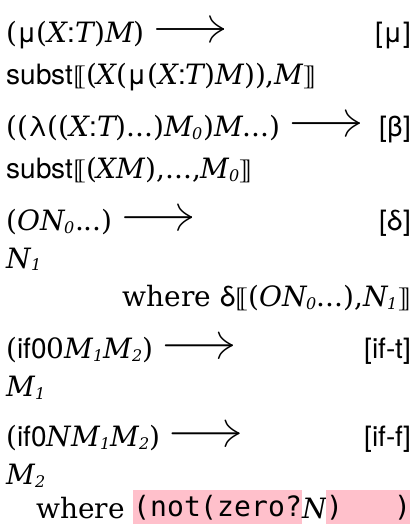 (μ(X:T)M) ⟶ [μ]
subst⟦(X(μ(X:T)M)),M⟧
((λ((X:T)...)M₀)M...) ⟶ [β]
subst⟦(XM),...,M₀⟧
(ON₀...) ⟶ [δ]
N₁
where δ⟦(ON₀...),N₁⟧
(if00M₁M₂) ⟶ [if-t]
M₁
(if0NM₁M₂) ⟶ [if-f]
M₂
where (not(zero?N) )